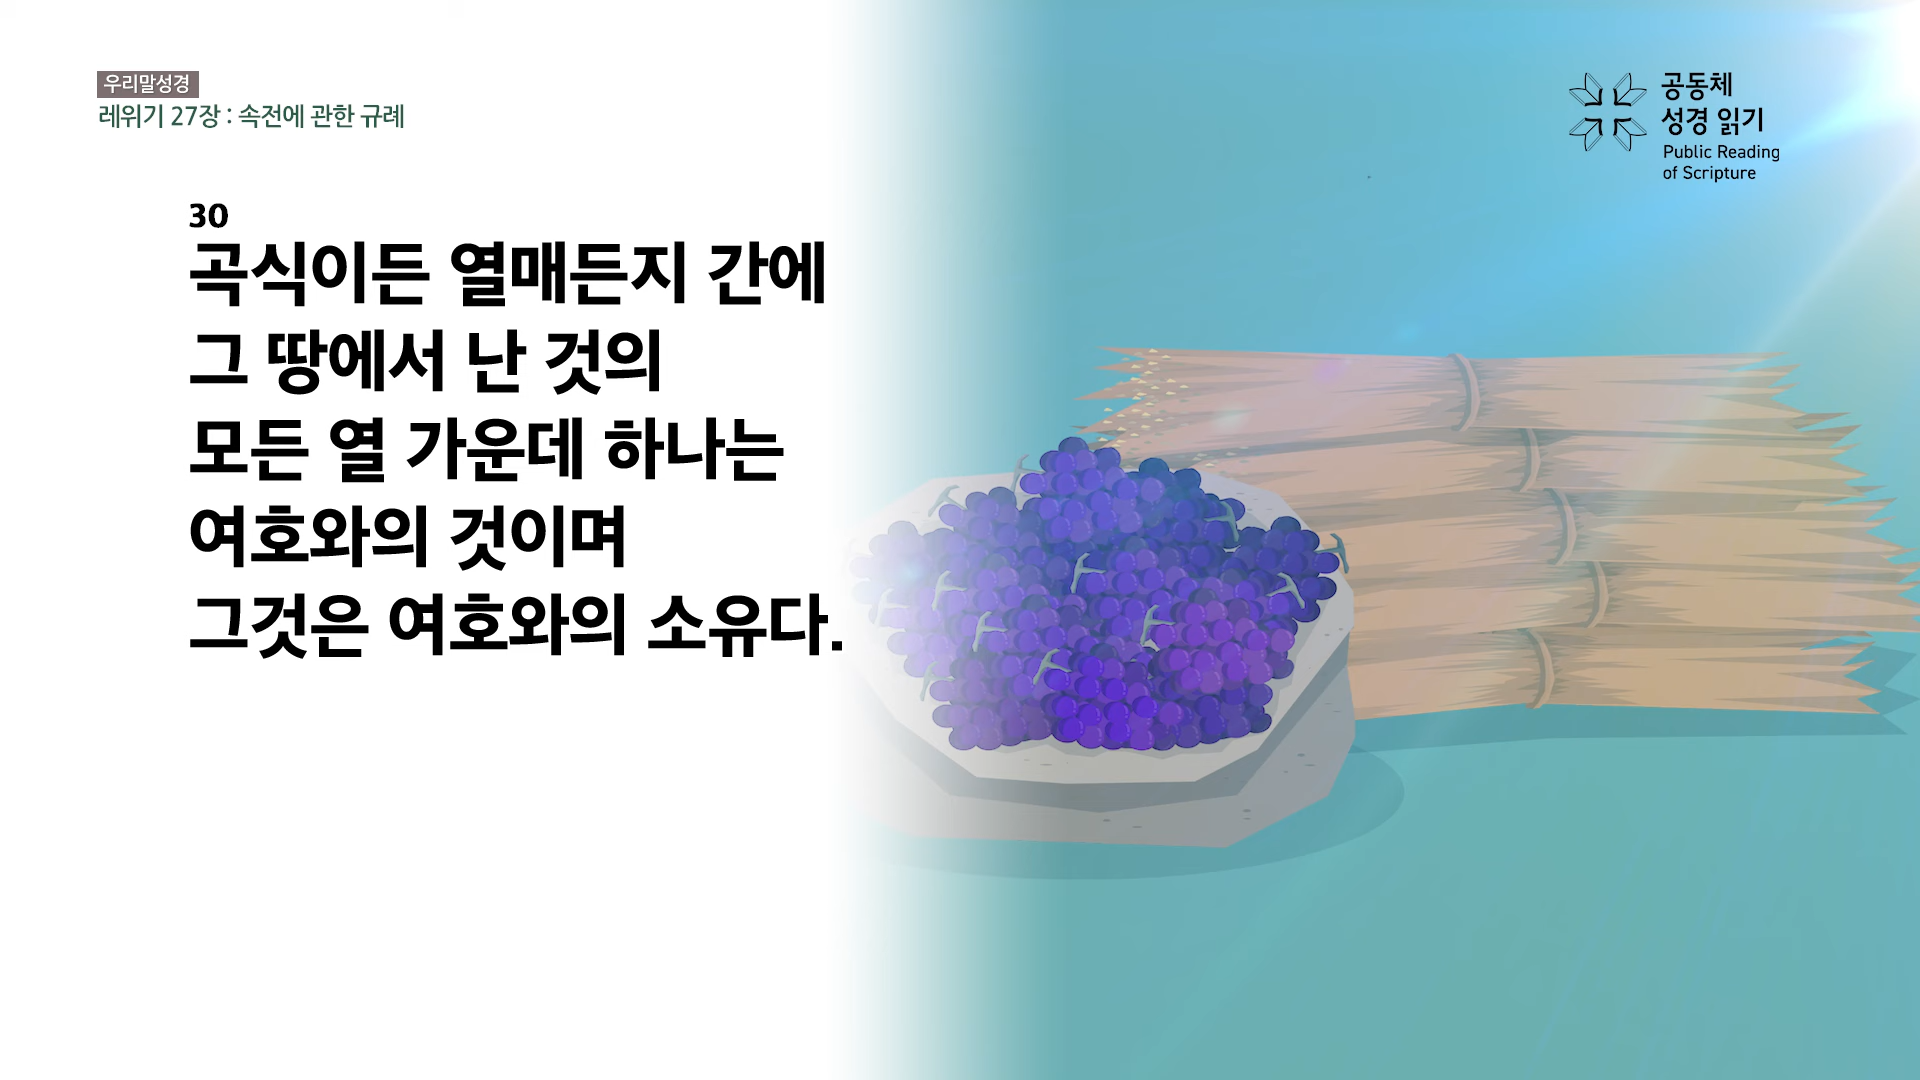 우리말성경
레위기 27장 : 속전에 관한 규례
공동체
성경 읽기
Public Reading
of Scripture
30
곡식이든 열매든지 간에
그 땅에서 난 것의
모든 열 가운데 하나는
여호와의 것이며
그것은 여호와의 소유다.